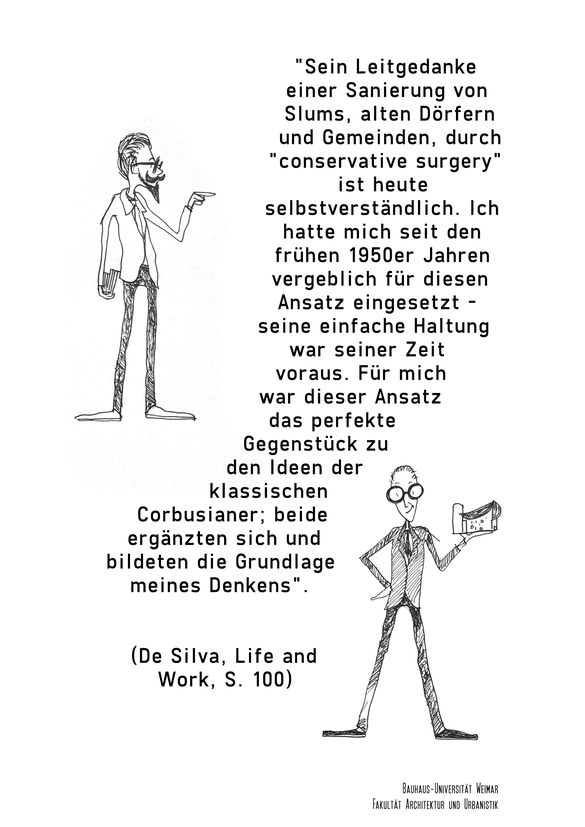 "Sein Leitgedanke
einer Sanierung von
Slums, alten Dörfern
und Gemeinden, durch
"conservative surgery"
ist heute
selbstverständlich. Ich
hatte mich seit den
frühen 1950er Jahren
vergeblich für diesen
Ansatz eingesetzt -
seine einfache Haltung
war seiner Zeit
voraus. Für mich
war dieser Ansatz
das perfekte
Gegenstück zu
den Ideen der
klassischen
Corbusianer; beide
ergänzten sich und
bildeten die Grundlage
meines Denkens".
(De Silva, Life and
Work, S. 100)
Bauhaus-Universität Weimar
Fakultät Architektur und Urbanistik